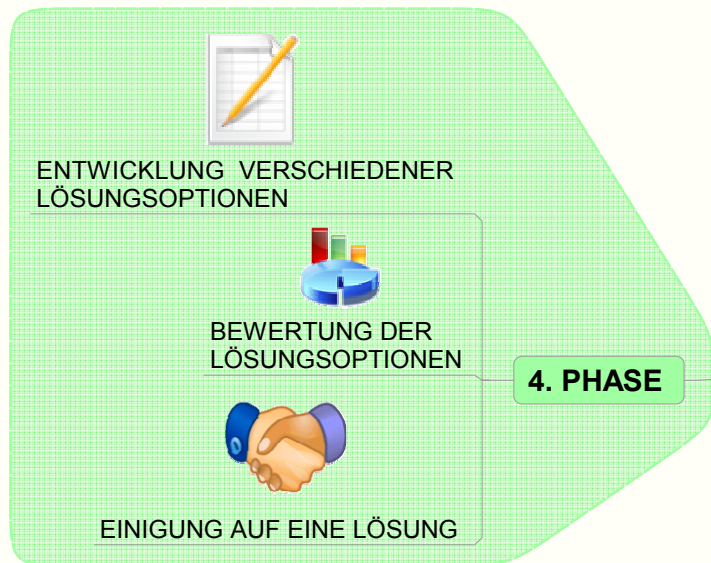 ENTWICKLUNG VERSCHIEDENER
LÖSUNGSOPTIONEN
BEWERTUNG DER
LÖSUNGSOPTIONEN
4. PHASE
EINIGUNG AUF EINE LÖSUNG